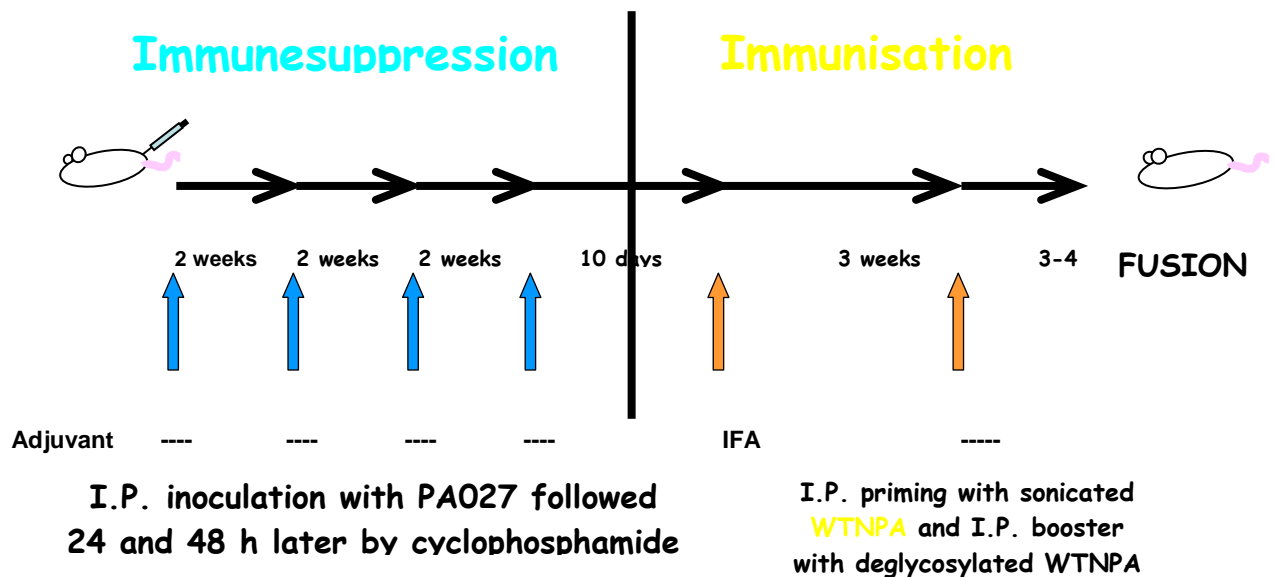 Immunesuppression
Immunisation
2 weeks 2 weeks 2 weeks 10 days 3 weeks 3-4 FUSION
Adjuvant ---- ---- ---- ---- IFA -----
I.P. inoculation with PA027 followed
24 and 48 h later by cyclophosphamide
I.P. priming with sonicated
WTNPA and I.P. booster
with deglycosylated WTNPA